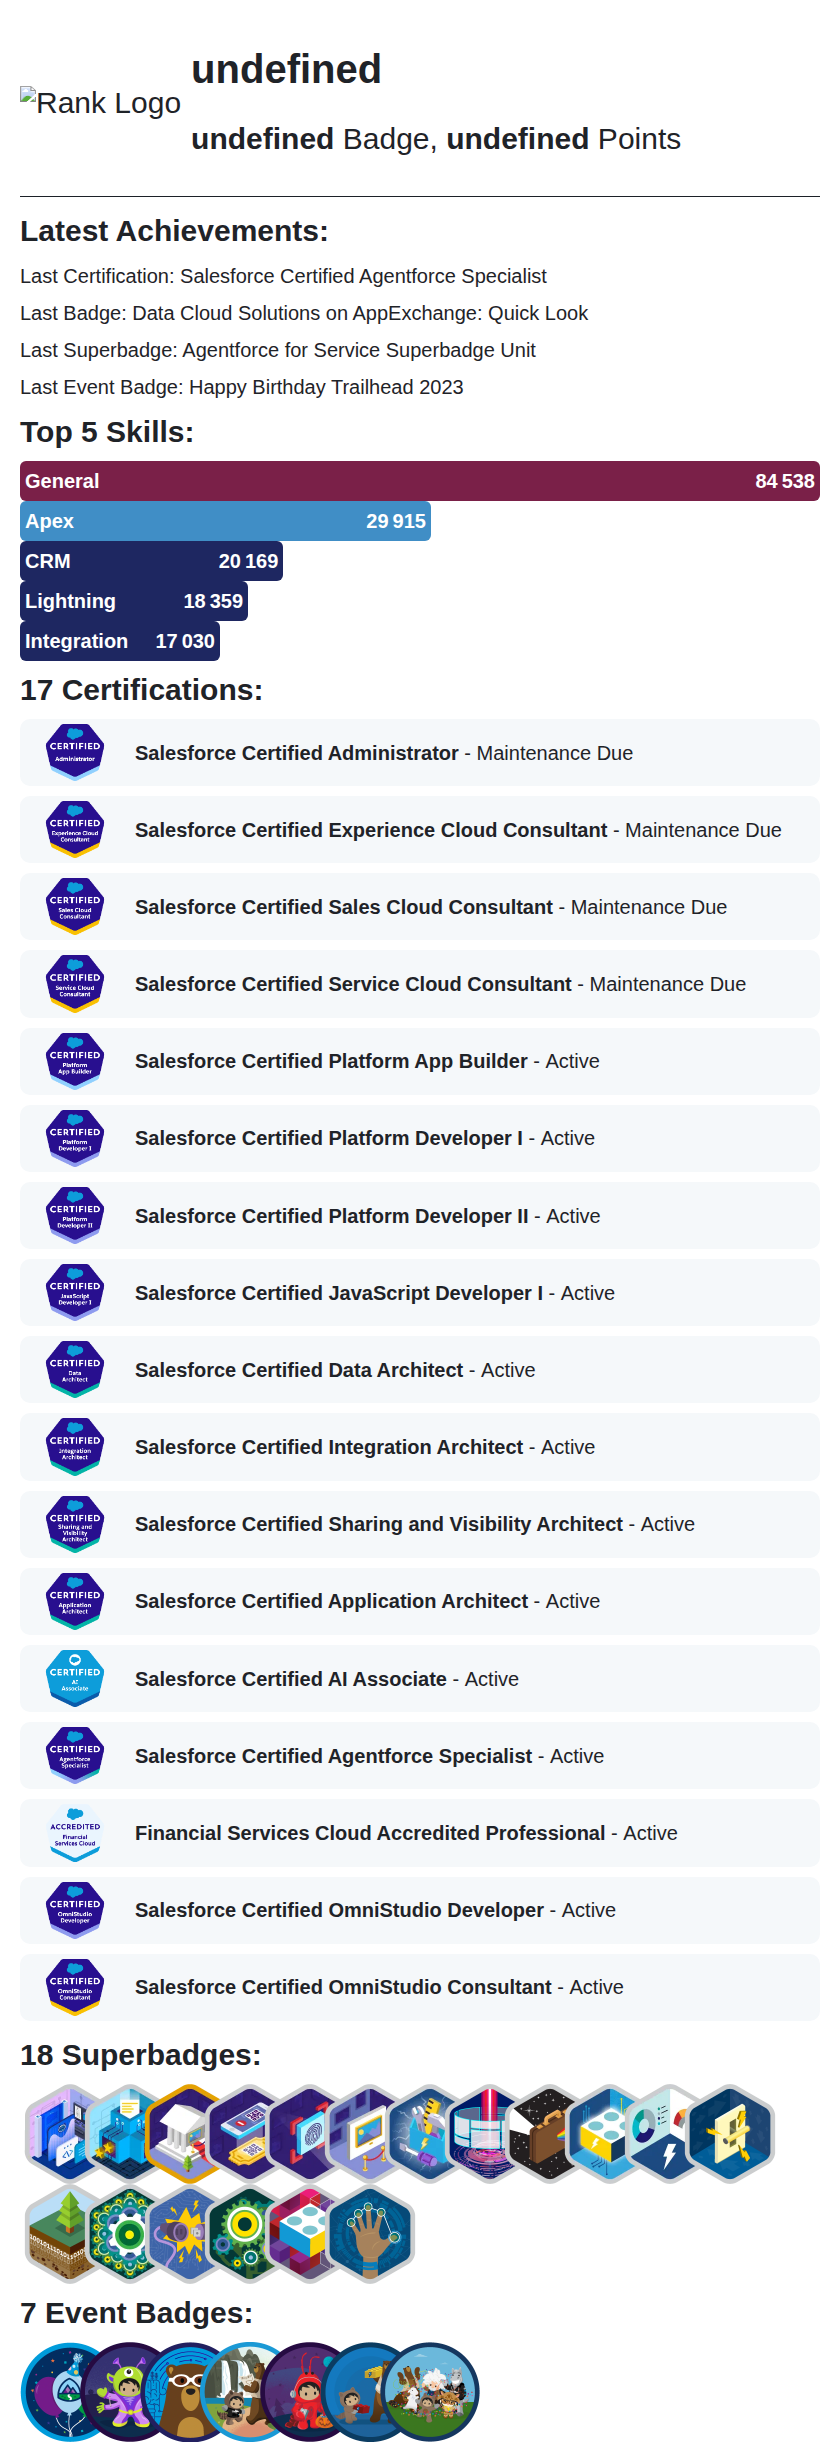 undefined
Rank Logo
undefined Badge, undefined Points
Latest Achievements:
Last Certification: Salesforce Certified Agentforce Specialist
Last Badge: Data Cloud Solutions on AppExchange: Quick Look
Last Superbadge: Agentforce for Service Superbadge Unit
Last Event Badge: Happy Birthday Trailhead 2023
Top 5 Skills:
General 84 538
Apex 29 915
CRM 20 169
Lightning 18 359
Integration 17 030
17 Certifications:
CERTIFIED
Administrator
Salesforce Certified Administrator - Maintenance Due
CERTIFIED
Experience Cloud
Consultant
Salesforce Certified Experience Cloud Consultant - Maintenance Due
CERTIFIED
Sales Cloud
Consultant
Salesforce Certified Sales Cloud Consultant - Maintenance Due
CERTIFIED
Service Cloud
Consultant
Salesforce Certified Service Cloud Consultant - Maintenance Due
CERTIFIED
Platform
App Builder
Salesforce Certified Platform App Builder - Active
CERTIFIED
Platform
Developer I
Salesforce Certified Platform Developer I - Active
CERTIFIED
Platform
Developer II
Salesforce Certified Platform Developer II - Active
CERTIFIED
JavaScript
Developer I
Salesforce Certified JavaScript Developer I - Active
CERTIFIED
Data
Architect
Salesforce Certified Data Architect - Active
CERTIFIED
Integration
Architect
Salesforce Certified Integration Architect - Active
CERTIFIED
Sharing and
Visibility
Architect
Salesforce Certified Sharing and Visibility Architect - Active
CERTIFIED
Application
Architect
Salesforce Certified Application Architect - Active
CERTIFIED
AI
Associate
Salesforce Certified AI Associate - Active
CERTIFIED
Agentforce
Specialist
Salesforce Certified Agentforce Specialist - Active
ACCREDITED
Financial
Services Cloud
Financial Services Cloud Accredited Professional - Active
CERTIFIED
OmniStudio
Developer
Salesforce Certified OmniStudio Developer - Active
CERTIFIED
OmniStudio
Consultant
Salesforce Certified OmniStudio Consultant - Active
18 Superbadges:
7 Event Badges: